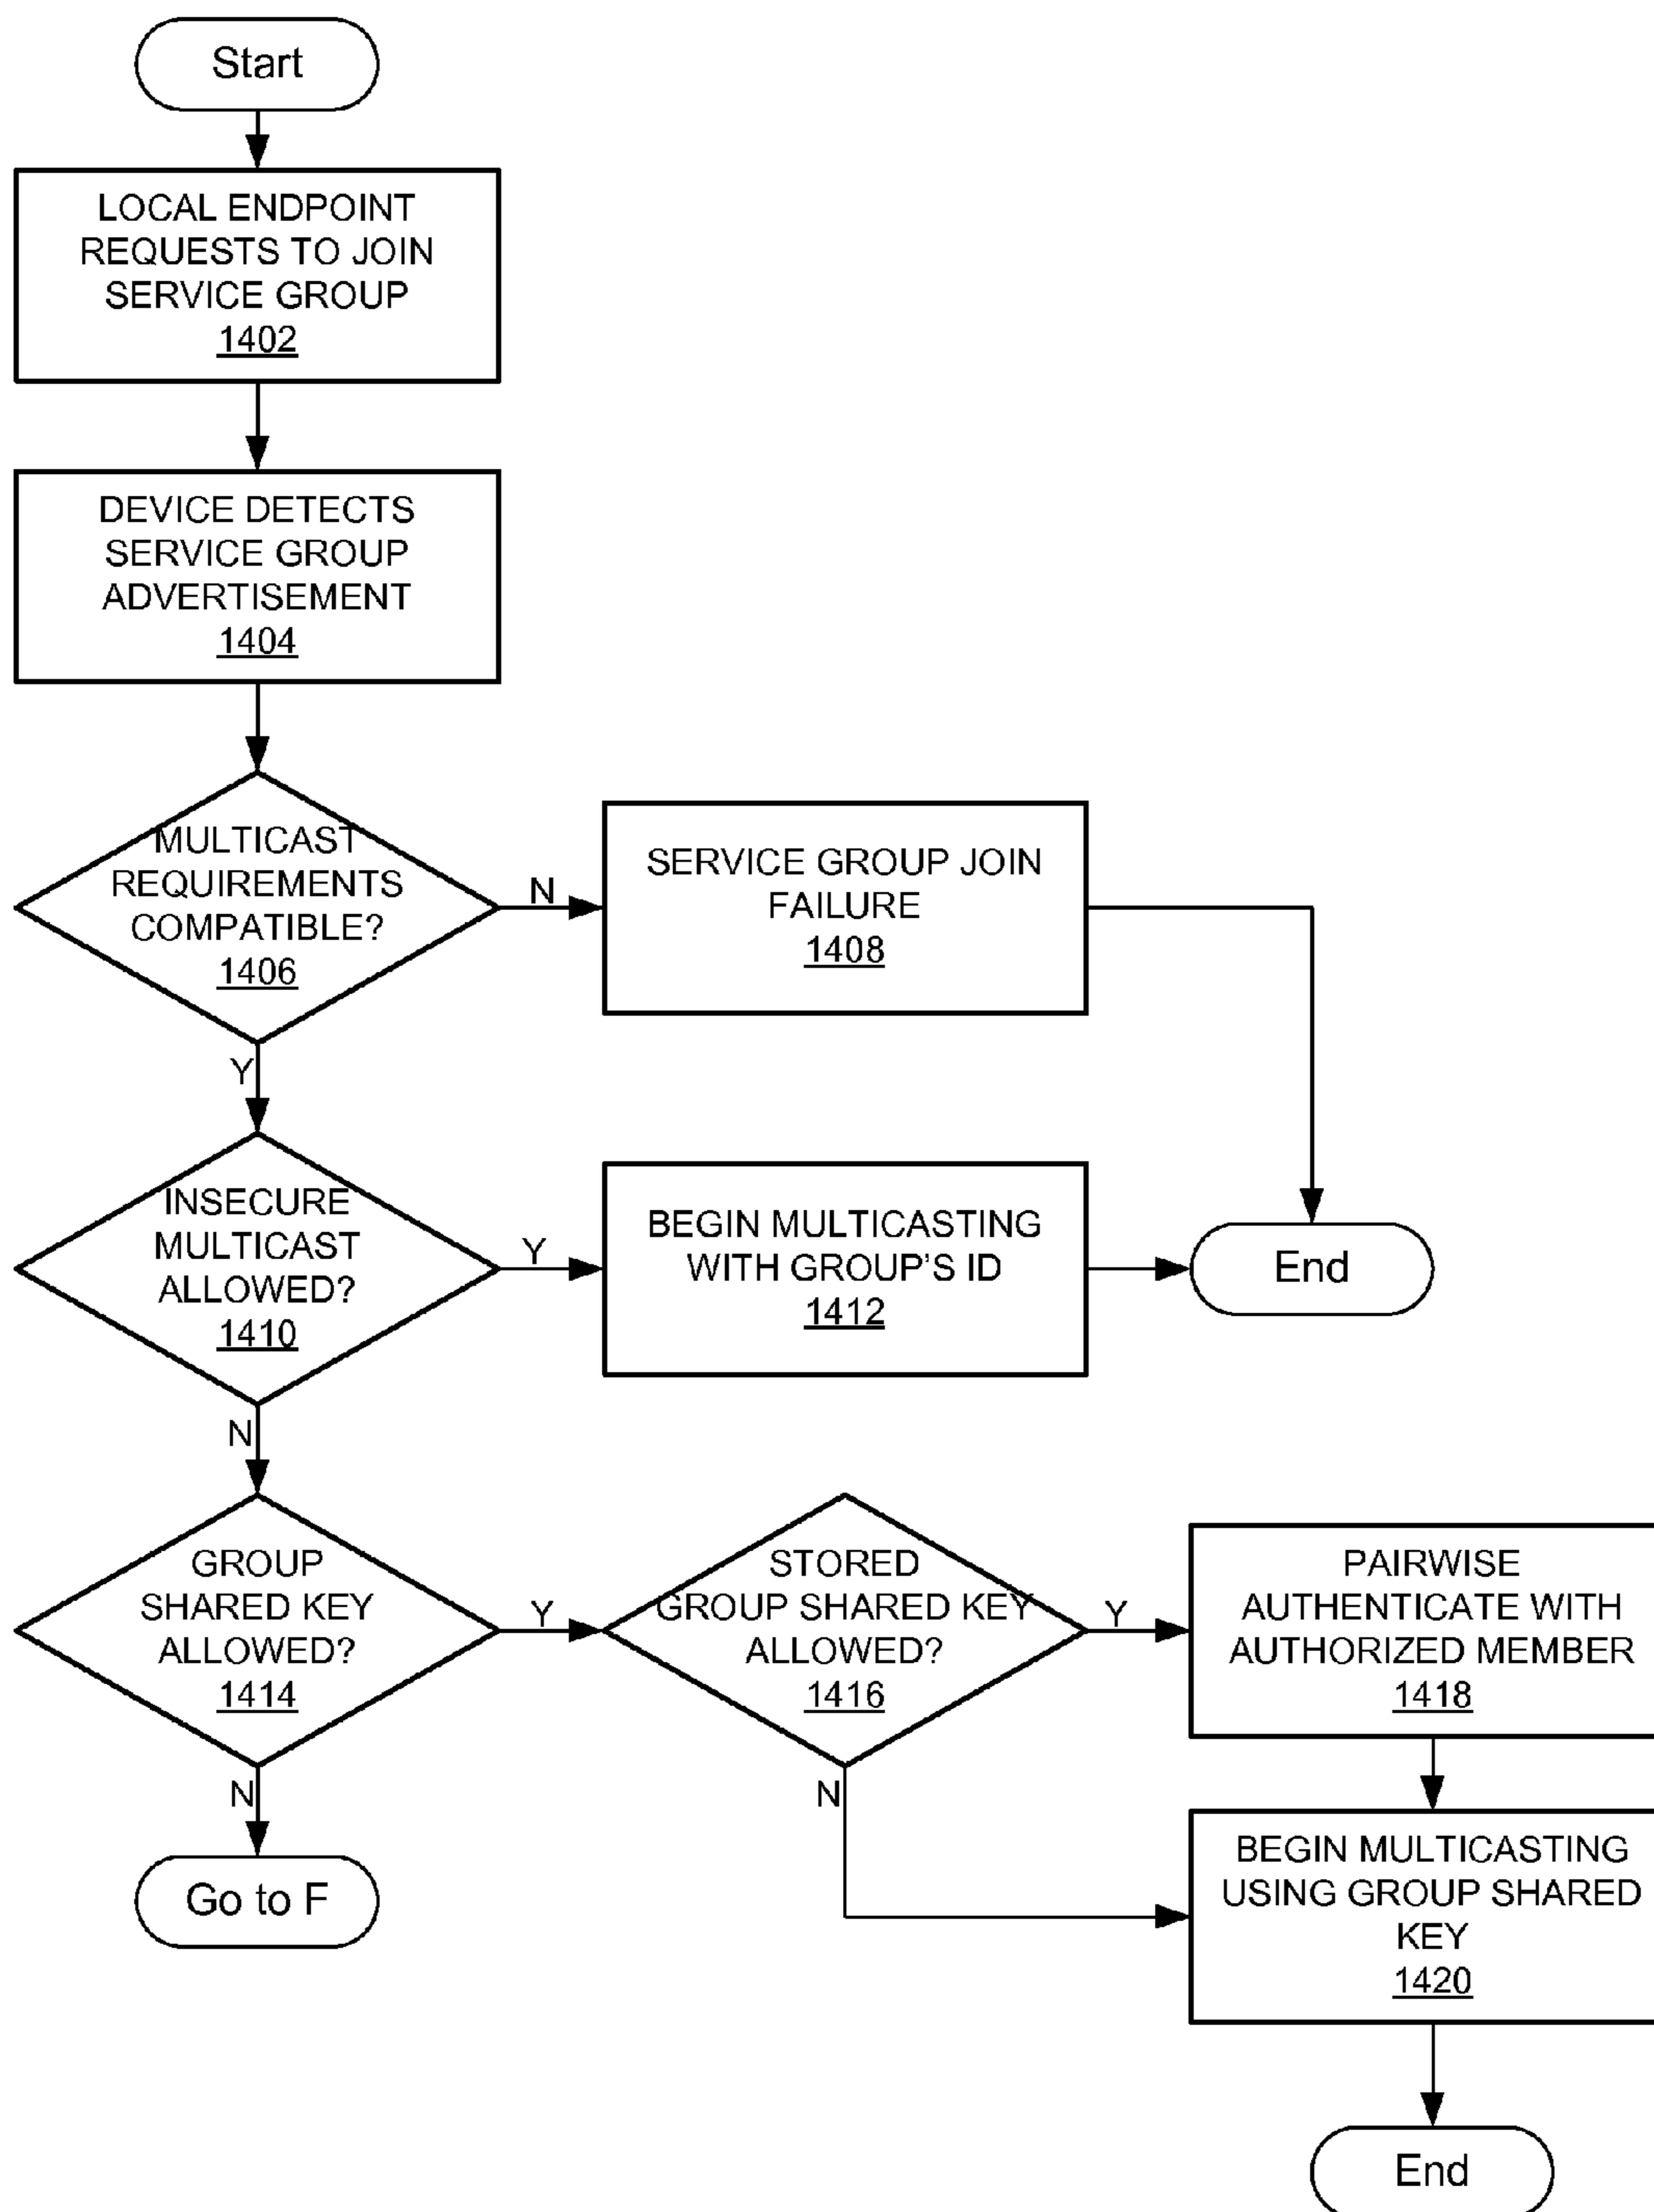 Start
LOCAL ENDPOINT
REQUESTS TO JOIN
SERVICE GROUP
1402
DEVICE DETECTS
SERVICE GROUP
ADVERTISEMENT
1404
MULTICAST
REQUIREMENTS
COMPATIBLE?
1406
N
SERVICE GROUP JOIN
FAILURE
1408
Y
INSECURE
MULTICAST
ALLOWED?
1410
Y
BEGIN MULTICASTING
WITH GROUP'S ID
1412
End
N
GROUP
SHARED KEY
ALLOWED?
1414
Y
STORED
GROUP SHARED KEY
ALLOWED?
1416
Y
PAIRWISE
AUTHENTICATE WITH
AUTHORIZED MEMBER
1418
N
Go to F
N
BEGIN MULTICASTING
USING GROUP SHARED
KEY
1420
End